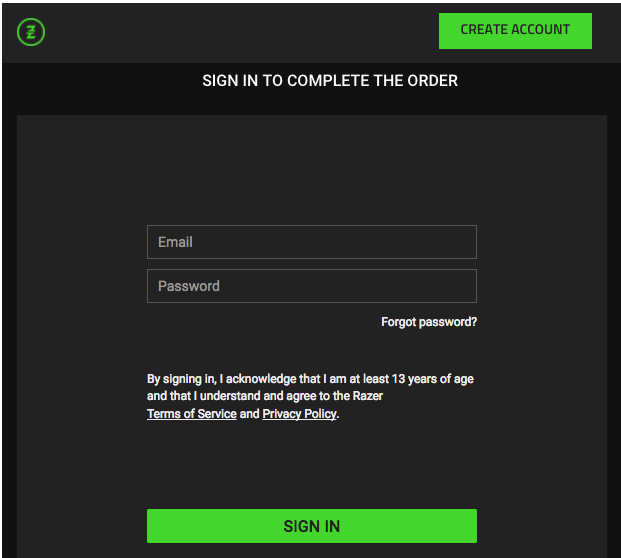 CREATE ACCOUNT
SIGN IN TO COMPLETE THE ORDER
Email
Password
Forgot password?
By signing in, I acknowledge that I am at least 13 years of age
and that I understand and agree to the Razer
Terms of Service and Privacy Policy.
SIGN IN